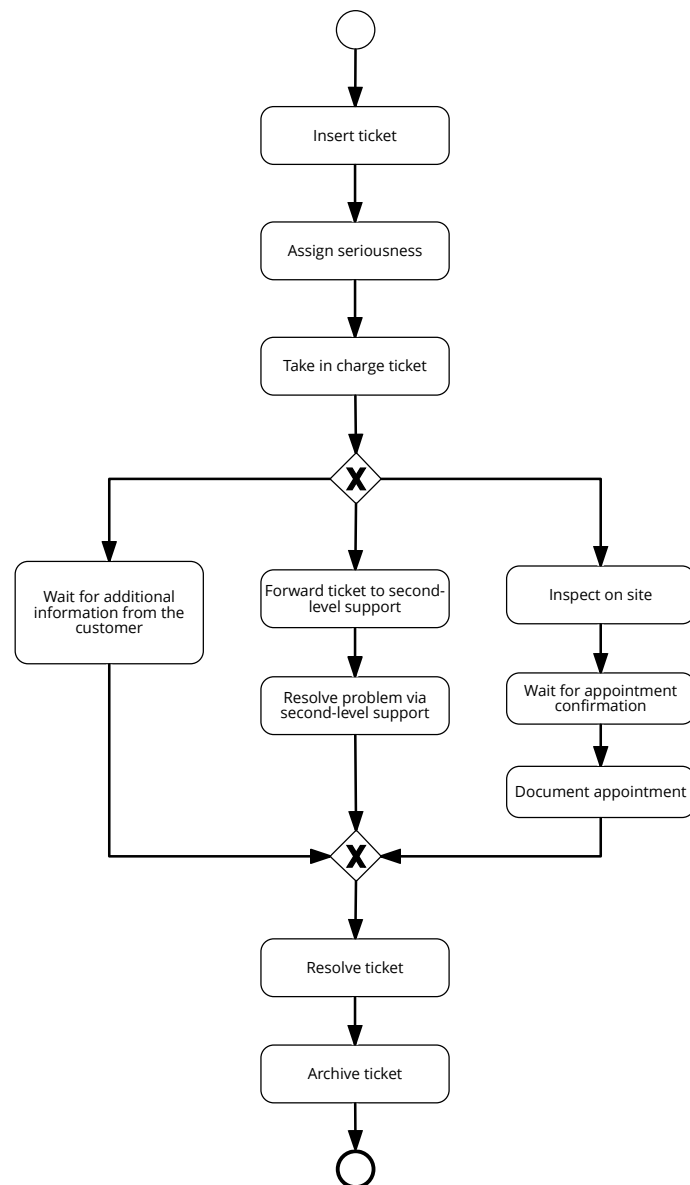 Insert ticket
Assign seriousness
Take in charge ticket
X
Wait for additional
information from the
customer
Forward ticket to second-
level support
Resolve problem via
second-level support
Inspect on site
Wait for appointment
confirmation
Document appointment
X
Resolve ticket
Archive ticket